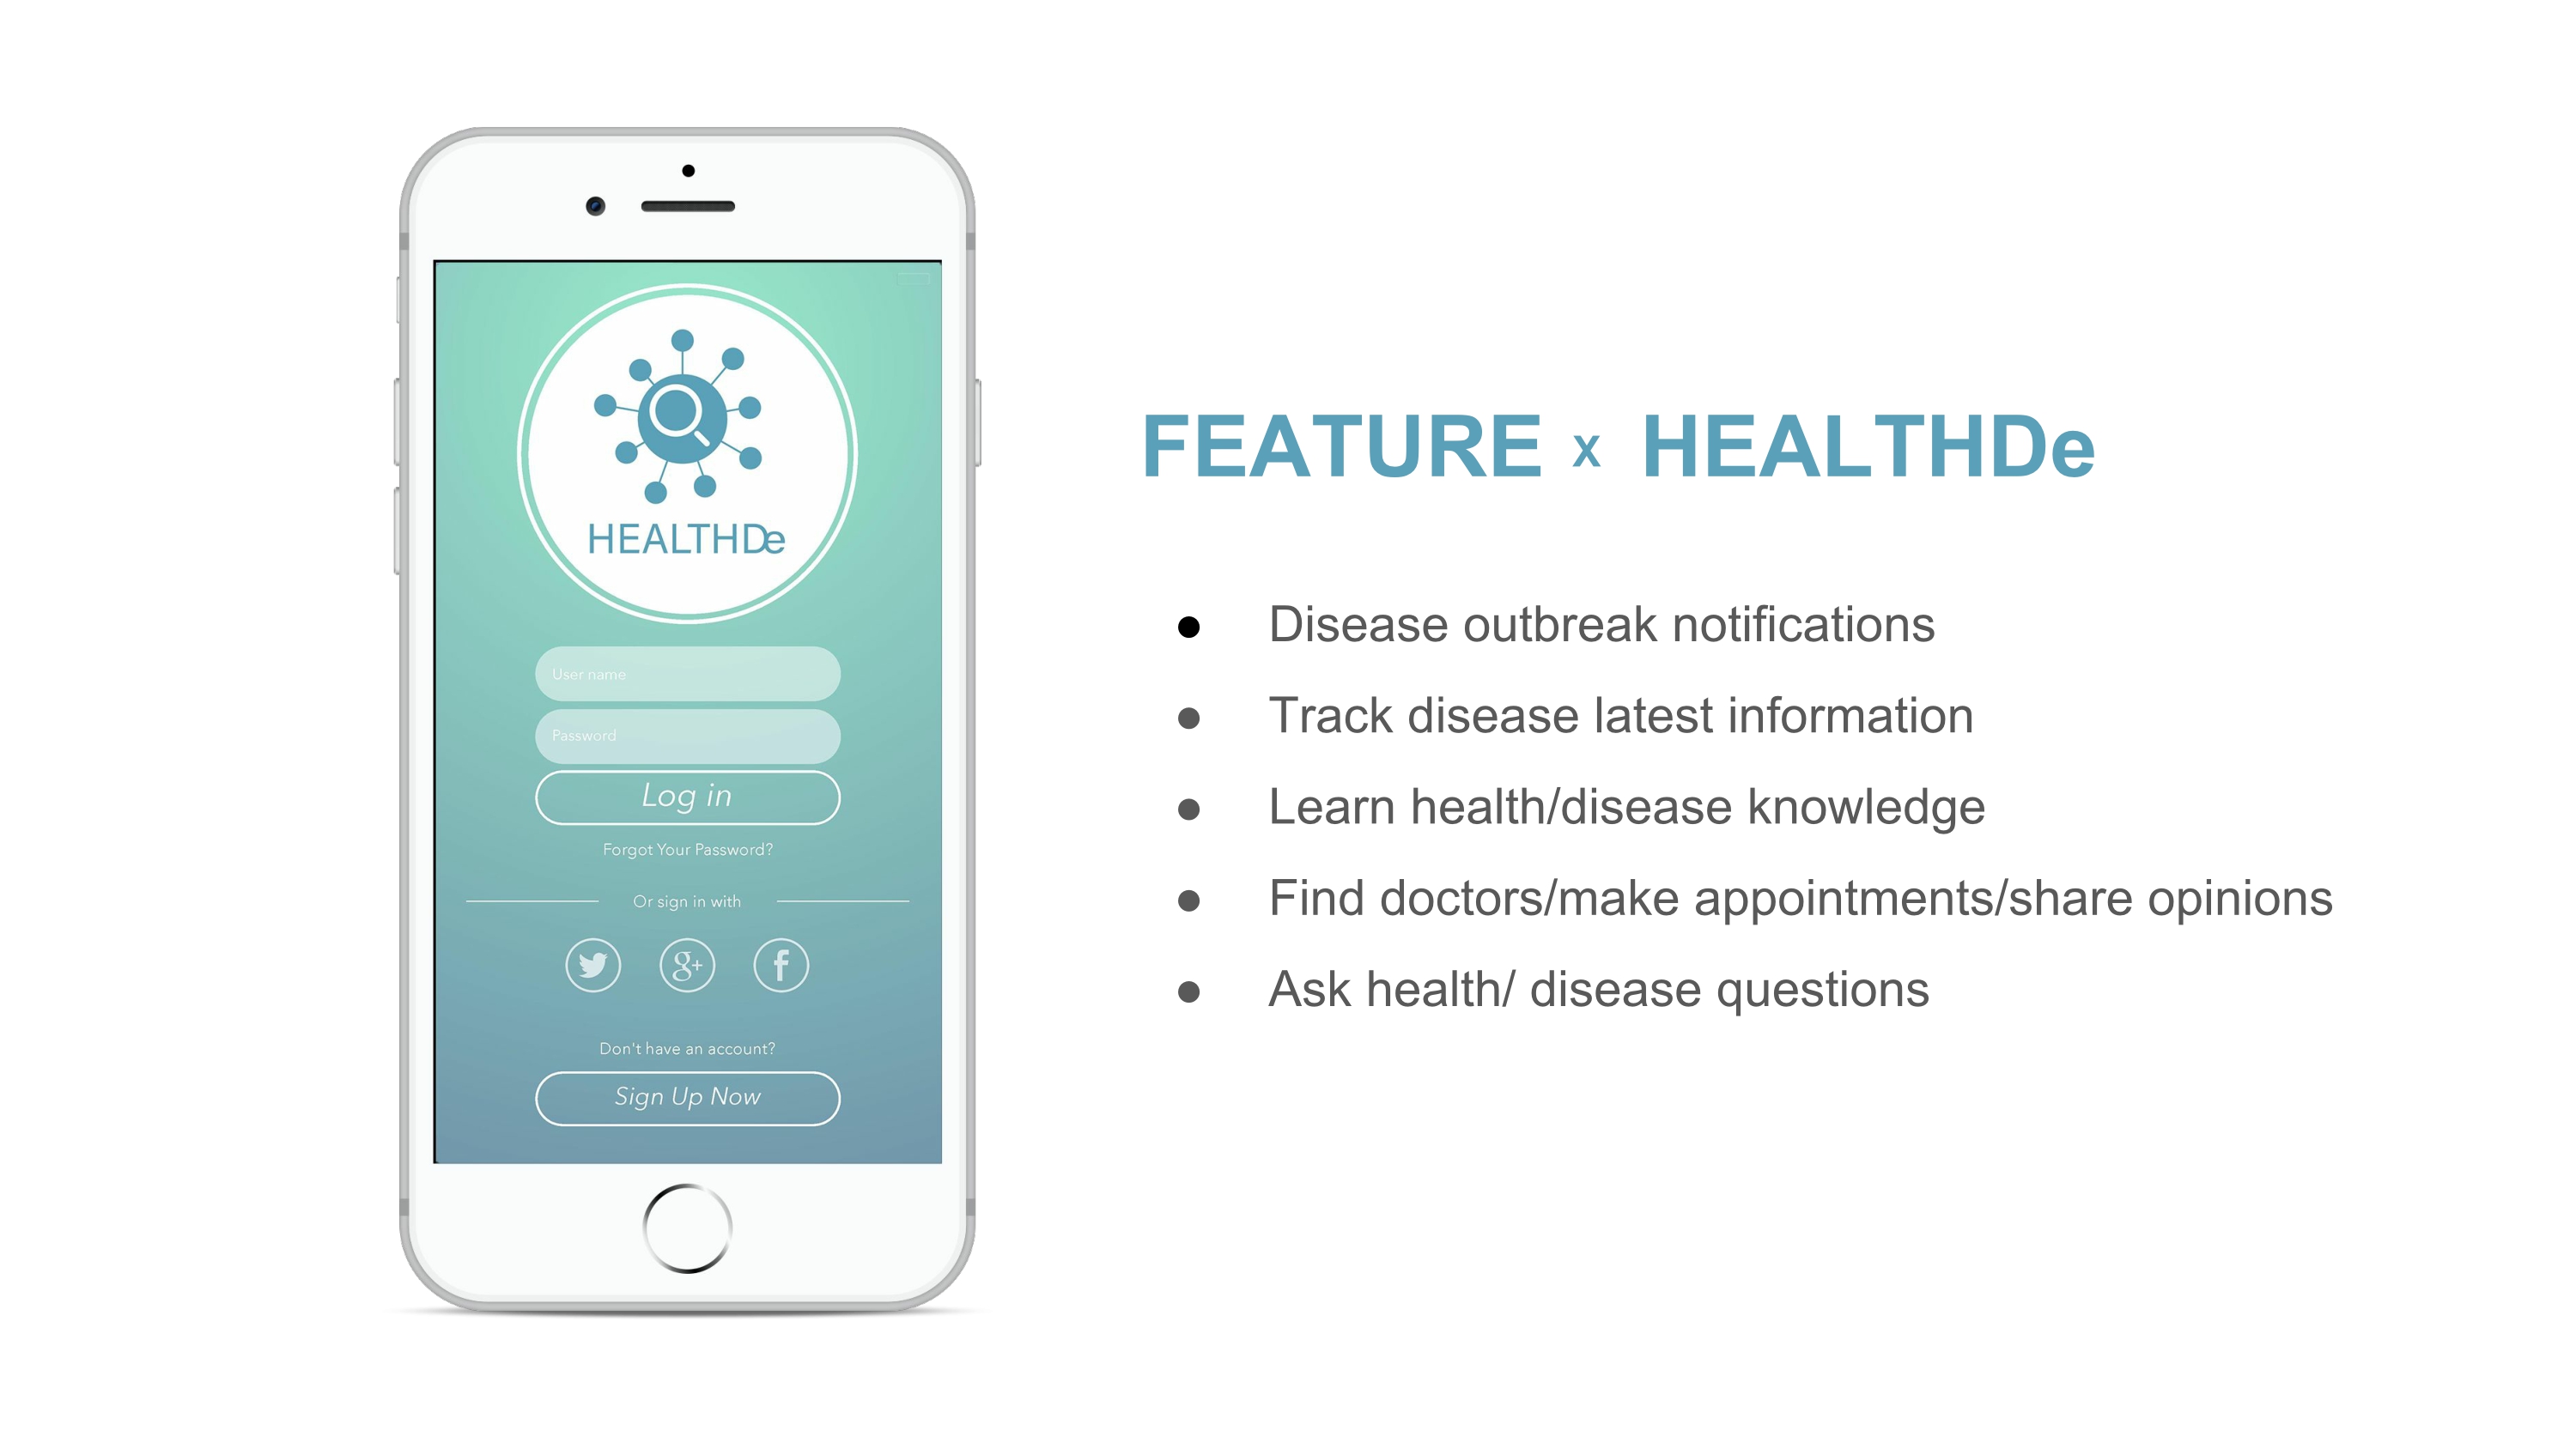 HEALTHDe
User name
Password
Log in
Forgot Your Password?
Or sign in with
g+
f
Don't have an account?
Sign Up Now
FEATURE x HEALTHDe
● Disease outbreak notifications
● Track disease latest information
● Learn health/disease knowledge
● Find doctors/make appointments/share opinions
● Ask health/ disease questions